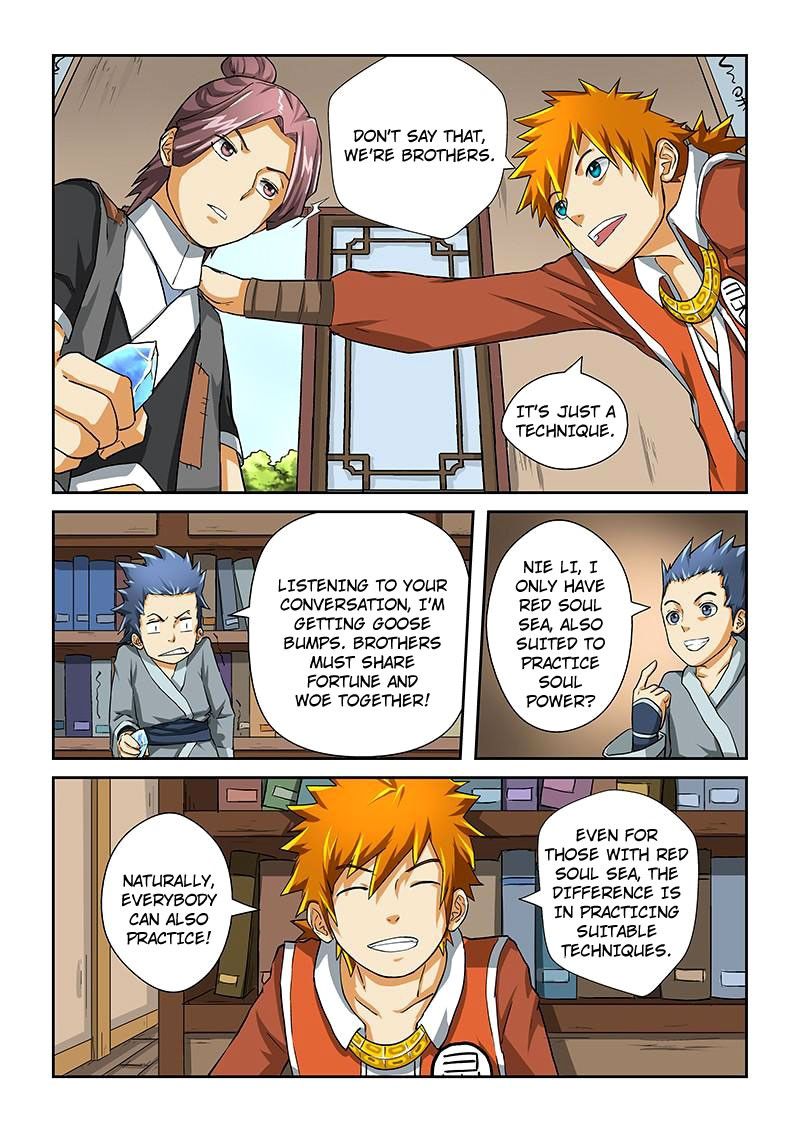 DON'T SAY THAT,
WE'RE BROTHERS.
IT'S JUST A
TECHNIQUE.
LISTENING TO YOUR
CONVERSATION, I'M
GETTING GOOSE
BUMPS. BROTHERS
MUST SHARE
FORTUNE AND
WOE TOGETHER!
NIE LI, I
ONLY HAVE
RED SOUL
SEA, ALSO
SUITED TO
PRACTICE
SOUL
POWER?
NATURALLY,
EVERYBODY
CAN ALSO
PRACTICE!
EVEN FOR
THOSE WITH RED
SOUL SEA, THE
DIFFERENCE IS
IN PRACTICING
SUITABLE
TECHNIQUES.